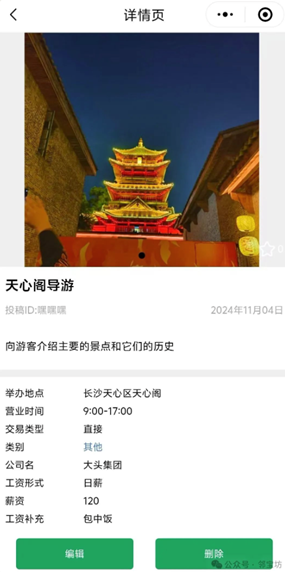 详情页
天心阁导游
投稿ID:嘿嘿嘿 2024年11月04日
向游客介绍主要的景点和它们的历史
举办地点 长沙天心区天心阁
营业时间 9:00-17:00
交易类型 直接
类别 其他
公司名 大头集团
工资形式 日薪
薪资 120
工资补充 包中饭
编辑 删除